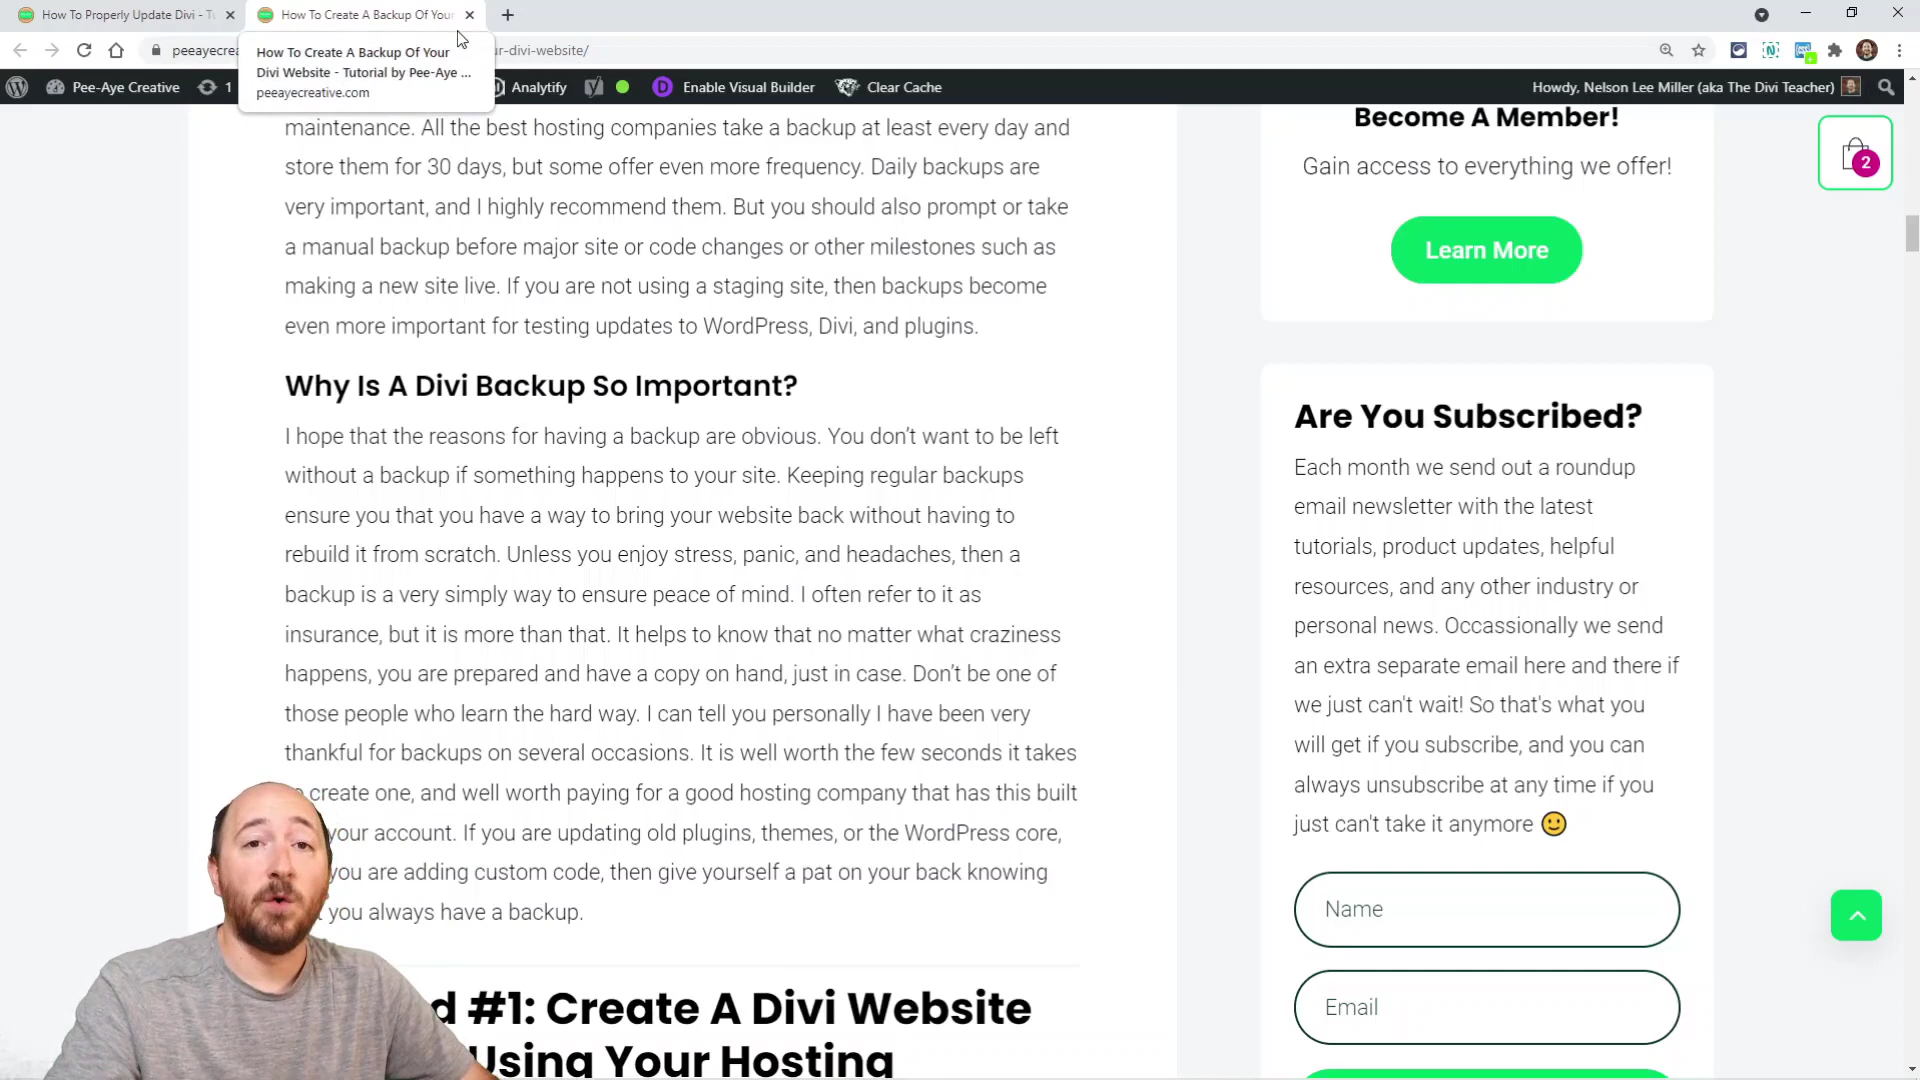 How To Properly Update Divi - Tu
How To Create A Backup Of Your
peeayecrea
ur-divi-website/
How To Create A Backup Of Your
Divi Website - Tutorial by Pee-Aye ...
peeayecreative.com
Pee-Aye Creative
1
Analytify
Enable Visual Builder
Clear Cache
Howdy, Nelson Lee Miller (aka The Divi Teacher)
maintenance. All the best hosting companies take a backup at least every day and
store them for 30 days, but some offer even more frequency. Daily backups are
very important, and I highly recommend them. But you should also prompt or take
a manual backup before major site or code changes or other milestones such as
making a new site live. If you are not using a staging site, then backups become
even more important for testing updates to WordPress, Divi, and plugins.
Why Is A Divi Backup So Important?
I hope that the reasons for having a backup are obvious. You don't want to be left
without a backup if something happens to your site. Keeping regular backups
ensure you that you have a way to bring your website back without having to
rebuild it from scratch. Unless you enjoy stress, panic, and headaches, then a
backup is a very simply way to ensure peace of mind. I often refer to it as
insurance, but it is more than that. It helps to know that no matter what craziness
happens, you are prepared and have a copy on hand, just in case. Don't be one of
those people who learn the hard way. I can tell you personally I have been very
thankful for backups on several occasions. It is well worth the few seconds it takes
create one, and well worth paying for a good hosting company that has this built
your account. If you are updating old plugins, themes, or the WordPress core,
you are adding custom code, then give yourself a pat on your back knowing
you always have a backup.
d #1: Create A Divi Website
Using Your Hosting
Become A Member!
Gain access to everything we offer!
Learn More
2
Are You Subscribed?
Each month we send out a roundup
email newsletter with the latest
tutorials, product updates, helpful
resources, and any other industry or
personal news. Occassionally we send
an extra separate email here and there if
we just can't wait! So that's what you
will get if you subscribe, and you can
always unsubscribe at any time if you
just can't take it anymore
Name
Email